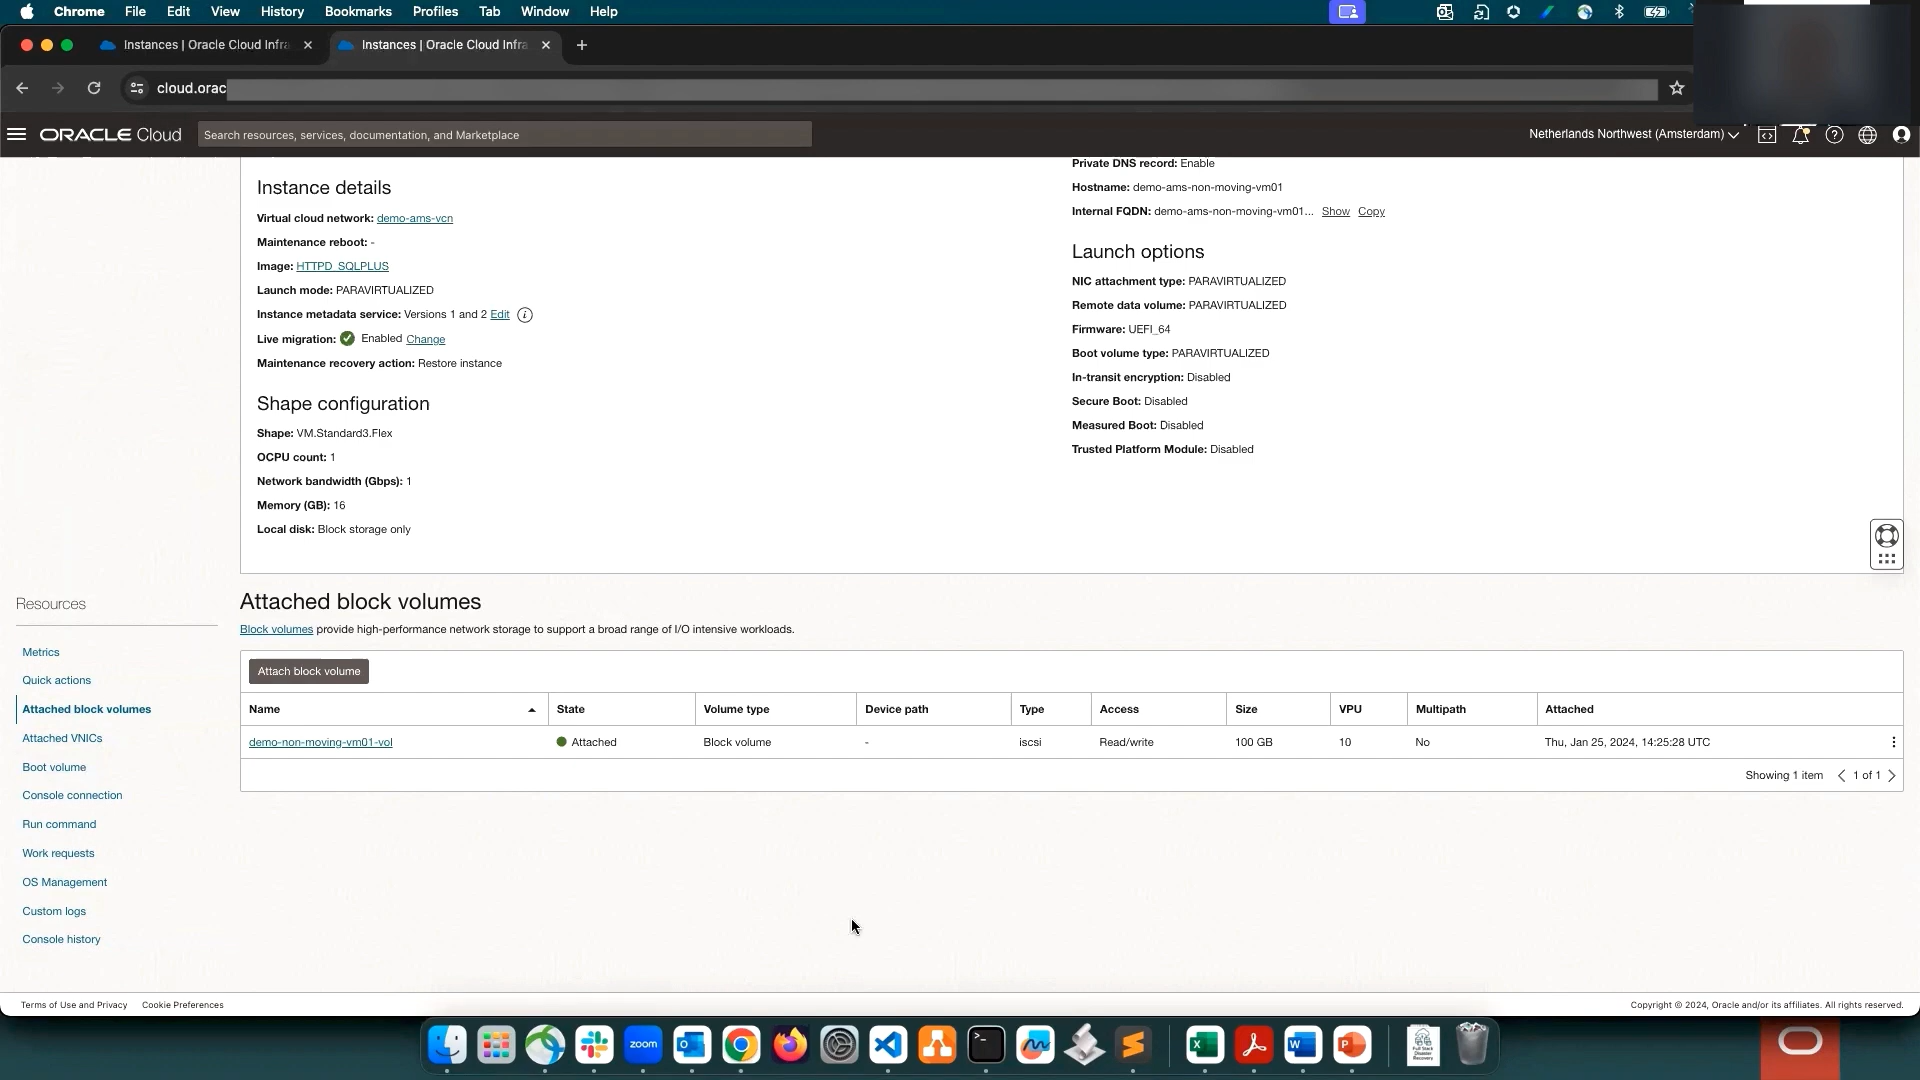 Chrome File Edit View History Bookmarks Profiles Tab Window Help
Instances | Oracle Cloud Infra
Instances | Oracle Cloud Infra
cloud.orac
ORACLE Cloud
Search resources, services, documentation, and Marketplace
Netherlands Northwest (Amsterdam)
Instance details
Virtual cloud network: demo-ams-vcn
Maintenance reboot: -
Image: HTTPD_SQLPLUS
Launch mode: PARAVIRTUALIZED
Instance metadata service: Versions 1 and 2 Edit
Live migration: Enabled Change
Maintenance recovery action: Restore instance
Shape configuration
Shape: VM.Standard3.Flex
OCPU count: 1
Network bandwidth (Gbps): 1
Memory (GB): 16
Local disk: Block storage only
Private DNS record: Enable
Hostname: demo-ams-non-moving-vm01
Internal FQDN: demo-ams-non-moving-vm01... Show Copy
Launch options
NIC attachment type: PARAVIRTUALIZED
Remote data volume: PARAVIRTUALIZED
Firmware: UEFI_64
Boot volume type: PARAVIRTUALIZED
In-transit encryption: Disabled
Secure Boot: Disabled
Measured Boot: Disabled
Trusted Platform Module: Disabled
Resources
Metrics
Quick actions
Attached block volumes
Attached VNICs
Boot volume
Console connection
Run command
Work requests
OS Management
Custom logs
Console history
Attached block volumes
Block volumes provide high-performance network storage to support a broad range of I/O intensive workloads.
Attach block volume
Name State Volume type Device path Type Access Size VPU Multipath Attached
demo-non-moving-vm01-vol Attached Block volume - iscsi Read/write 100 GB 10 No Thu, Jan 25, 2024, 14:25:28 UTC
Showing 1 item 1 of 1
Terms of Use and Privacy Cookie Preferences
Copyright © 2024, Oracle and/or its affiliates. All rights reserved.
zoom
Full Stack
Disaster
Recovery